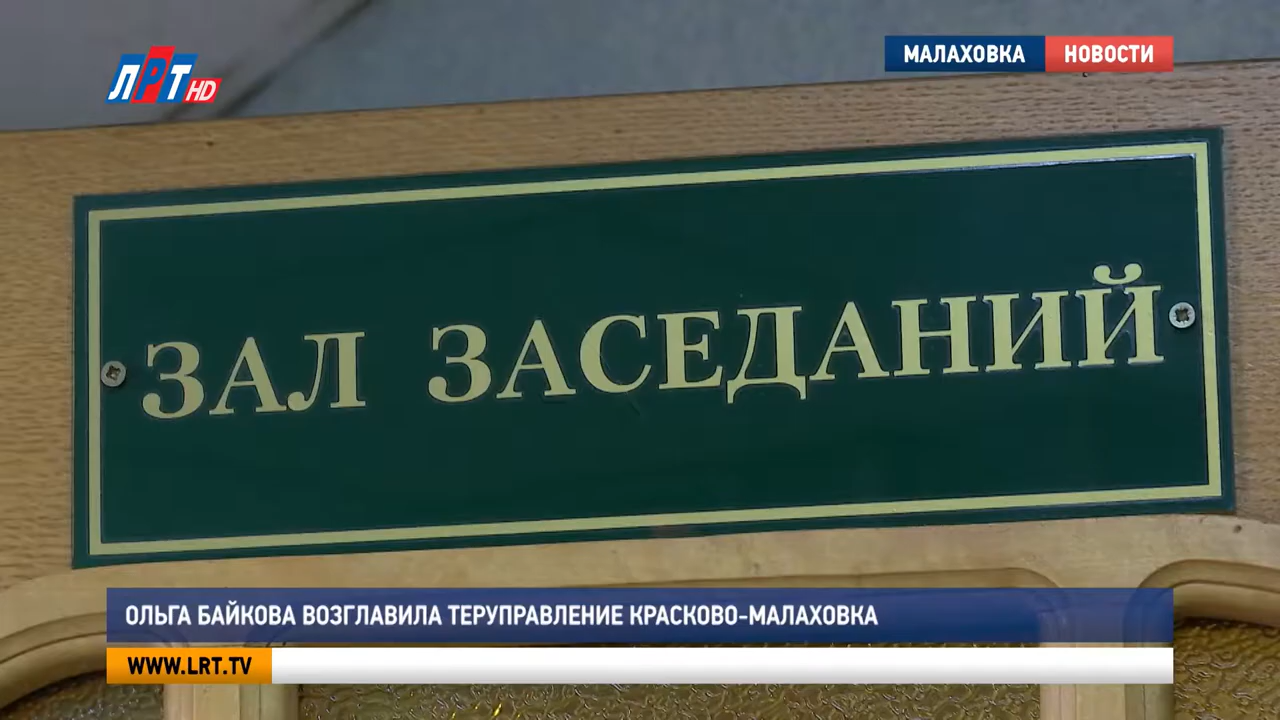 ЛРТ HD
МАЛАХОВКА НОВОСТИ
ЗАЛ ЗАСЕДАНИЙ
ОЛЬГА БАЙКОВА ВОЗГЛАВИЛА ТЕРУПРАВЛЕНИЕ КРАСКОВО-МАЛАХОВКА
WWW.LRT.TV